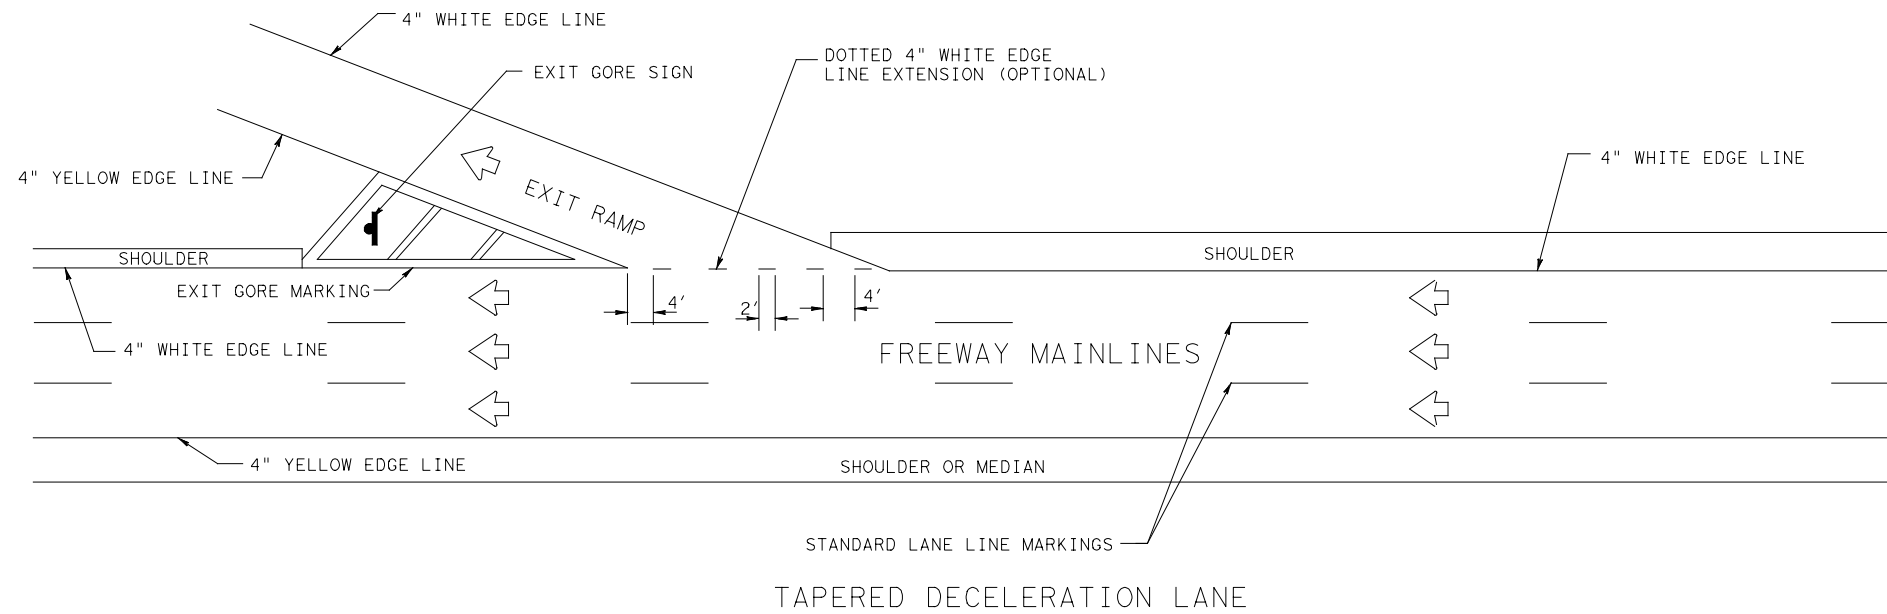 4" WHITE EDGE LINE
EXIT GORE SIGN
DOTTED 4" WHITE EDGE
LINE EXTENSION (OPTIONAL)
4" YELLOW EDGE LINE
4" WHITE EDGE LINE
EXIT RAMP
SHOULDER
SHOULDER
EXIT GORE MARKING
4'
2'
4'
4" WHITE EDGE LINE
FREEWAY MAINLINES
4" YELLOW EDGE LINE
SHOULDER OR MEDIAN
STANDARD LANE LINE MARKINGS
TAPERED DECELERATION LANE